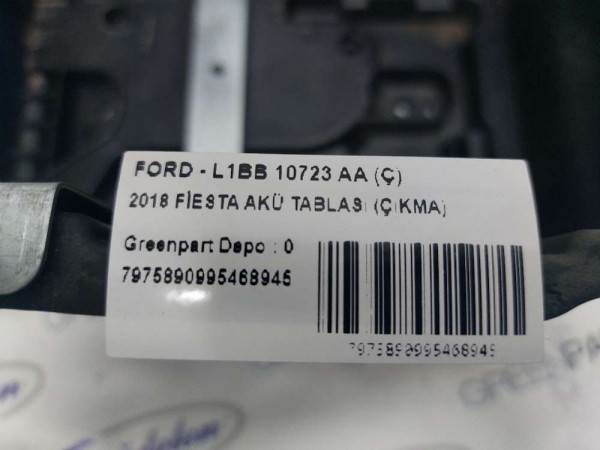 FORD - L1BB 10723 AA (Ç)
2018 FİESTA AKÜ TABLASI (ÇIKMA)
Greenpart Depo : 0
7975890995468945
7975890995468945